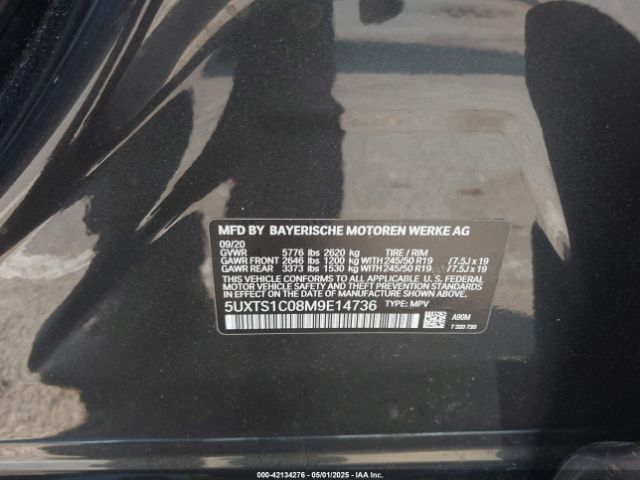 MFD BY BAYERISCHE MOTOREN WERKE AG
09/20
GVWR 5776 lbs 2620 kg TIRE / RIM
GAWR FRONT 2646 lbs 1200 kg WITH 245/50 R19 /7.5J x 19
GAWR REAR 3373 lbs 1530 kg WITH 245/50 R19 /7.5J x 19
THIS VEHICLE CONFORMS TO ALL APPLICABLE U.S. FEDERAL
MOTOR VEHICLE SAFETY, BUMPER, AND THEFT PREVENTION
STANDARDS IN EFFECT ON THE DATE OF MANUFACTURE SHOWN ABOVE.
5UXTS1C08M9E14736 TYPE: MPV
A90M
7 320 730
000-42134276 - 05/01/2025 - IAA Inc.